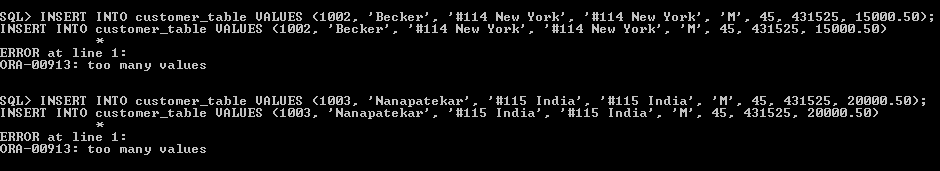 SQL> INSERT INTO customer_table VALUES (1002, 'Becker', '#114 New York', '#114 New York', 'M', 45, 431525, 15000.50);
INSERT INTO customer_table VALUES (1002, 'Becker', '#114 New York', '#114 New York', 'M', 45, 431525, 15000.50)
            *
ERROR at line 1:
ORA-00913: too many values
SQL> INSERT INTO customer_table VALUES (1003, 'Nanapatekar', '#115 India', '#115 India', 'M', 45, 431525, 20000.50);
INSERT INTO customer_table VALUES (1003, 'Nanapatekar', '#115 India', '#115 India', 'M', 45, 431525, 20000.50)
            *
ERROR at line 1:
ORA-00913: too many values